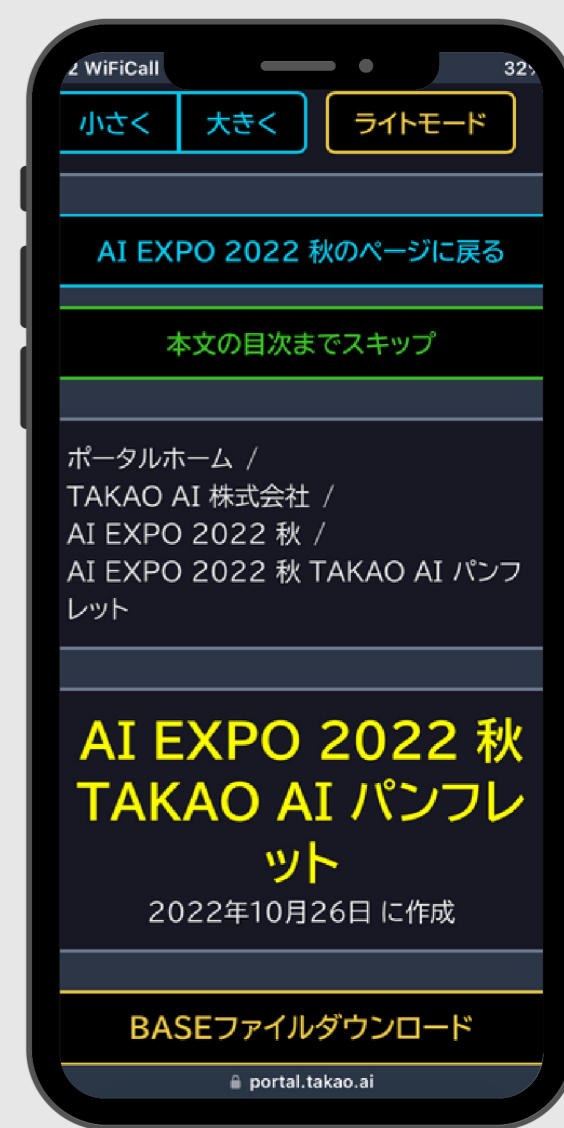 2 WiFiCall 32%
小さく 大きく ライトモード
AI EXPO 2022 秋のページに戻る
本文の目次までスキップ
ポータルホーム /
TAKAO AI 株式会社 /
AI EXPO 2022 秋 /
AI EXPO 2022 秋 TAKAO AI パンフ
レット
AI EXPO 2022 秋
TAKAO AI パンフレ
ット
2022年10月26日 に作成
BASEファイルダウンロード
portal.takao.ai